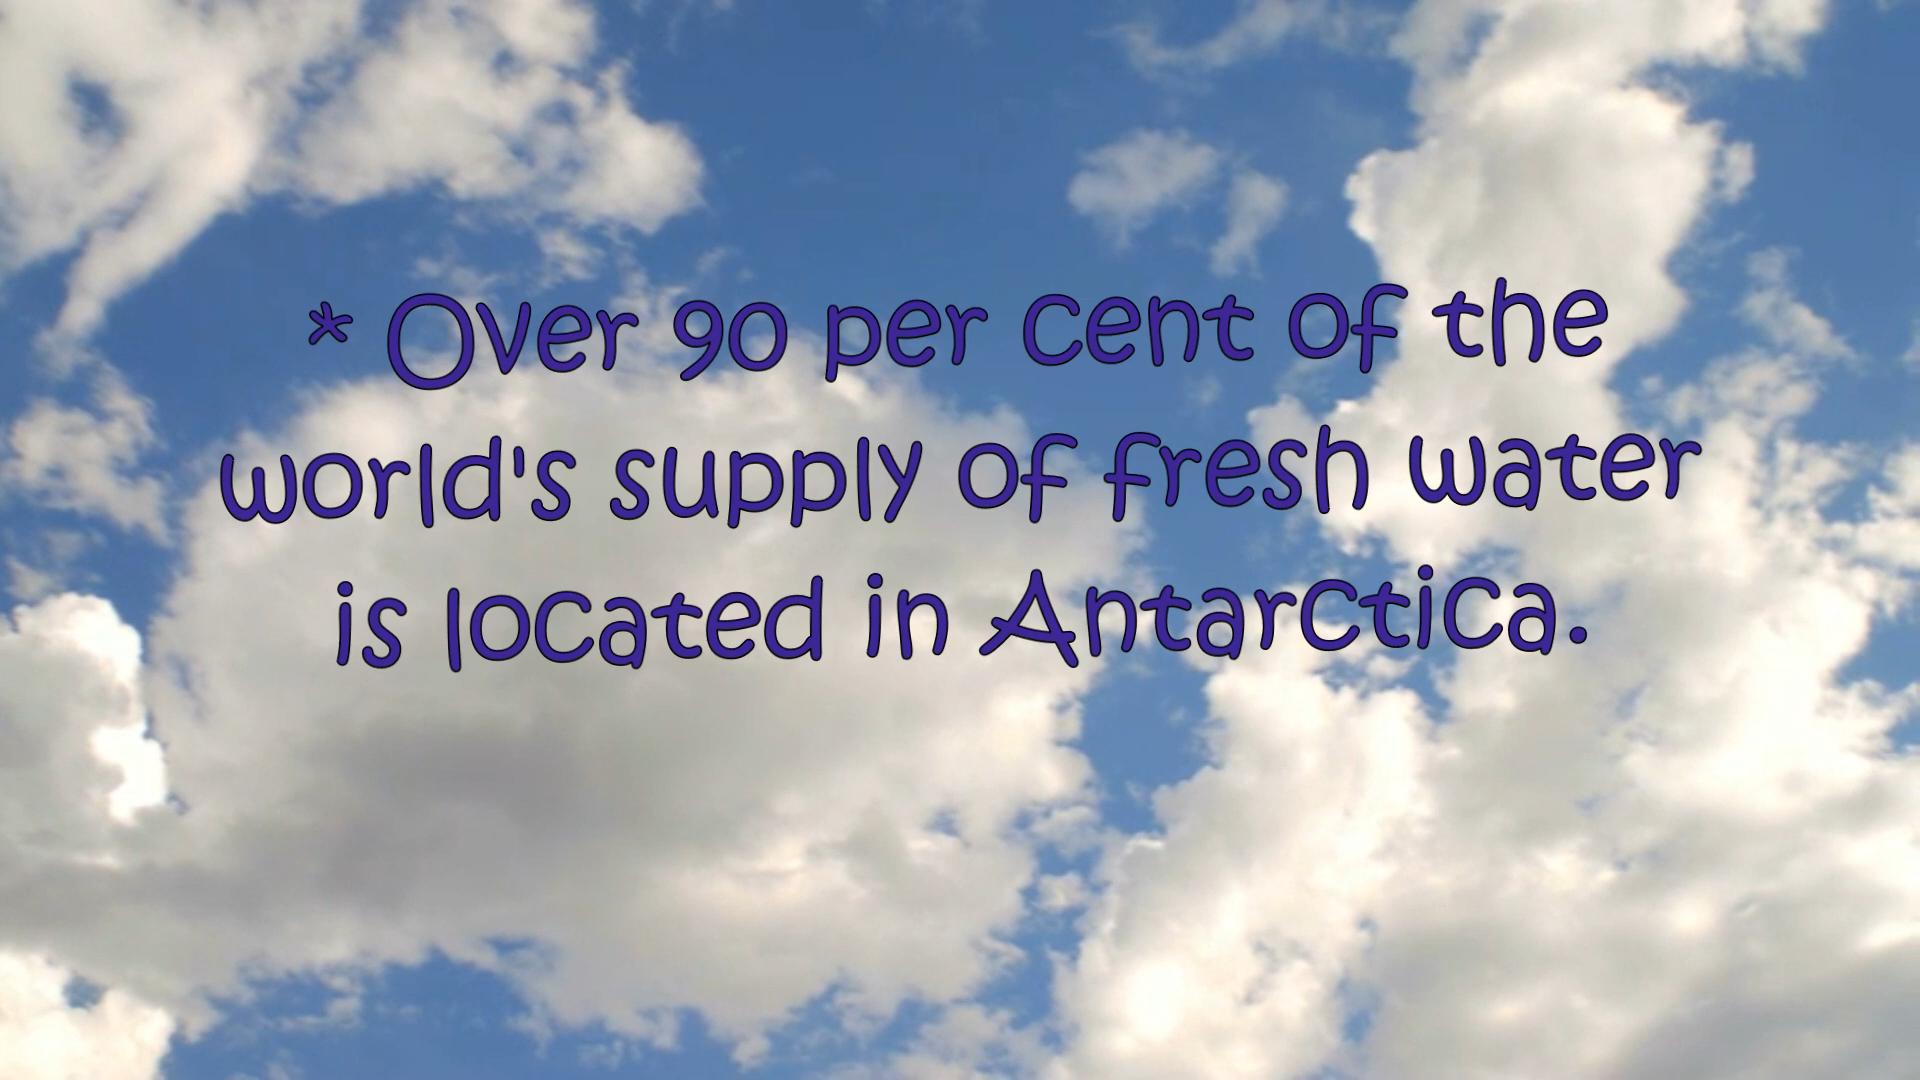 * Over 90 per cent of the
world's supply of fresh water
is located in Antarctica.